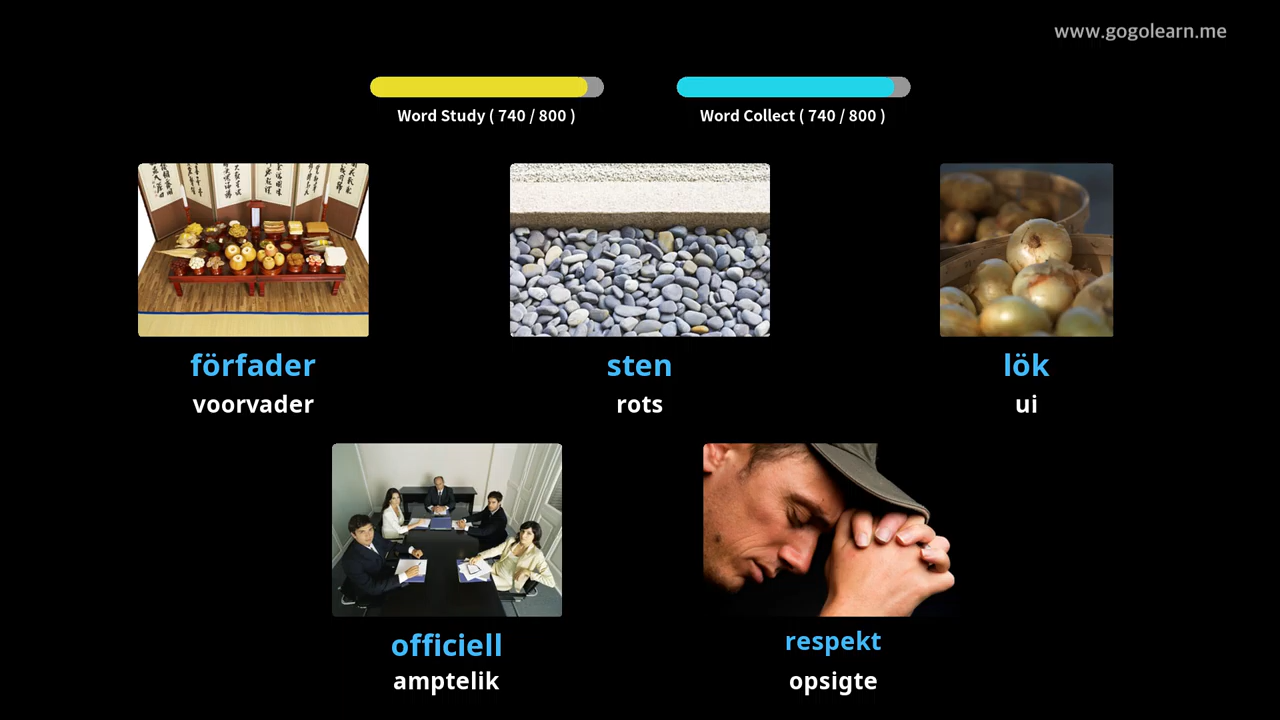 www.gogolearn.me
Word Study ( 740 / 800 )
Word Collect ( 740 / 800 )
förfader
voorvader
sten
rots
lök
ui
officiell
amptelik
respekt
opsigte